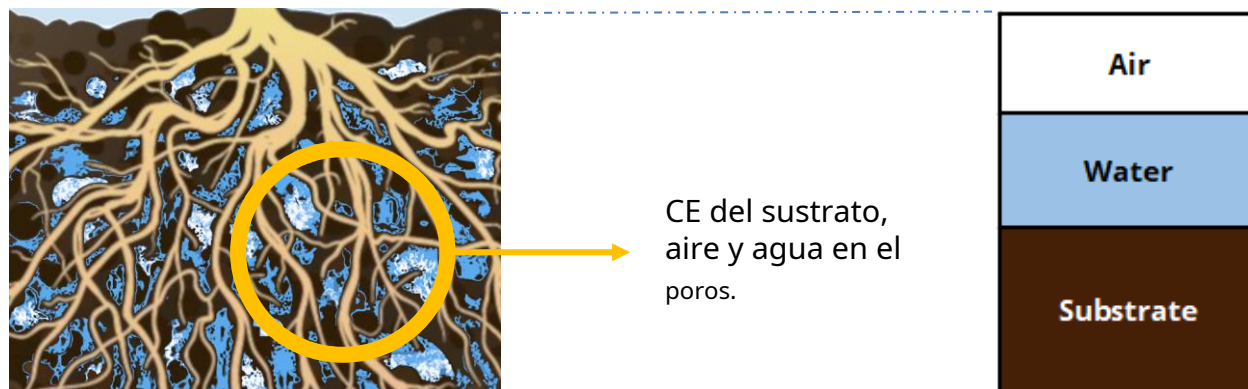 CE del sustrato,
aire y agua en el
poros.
Air
Water
Substrate